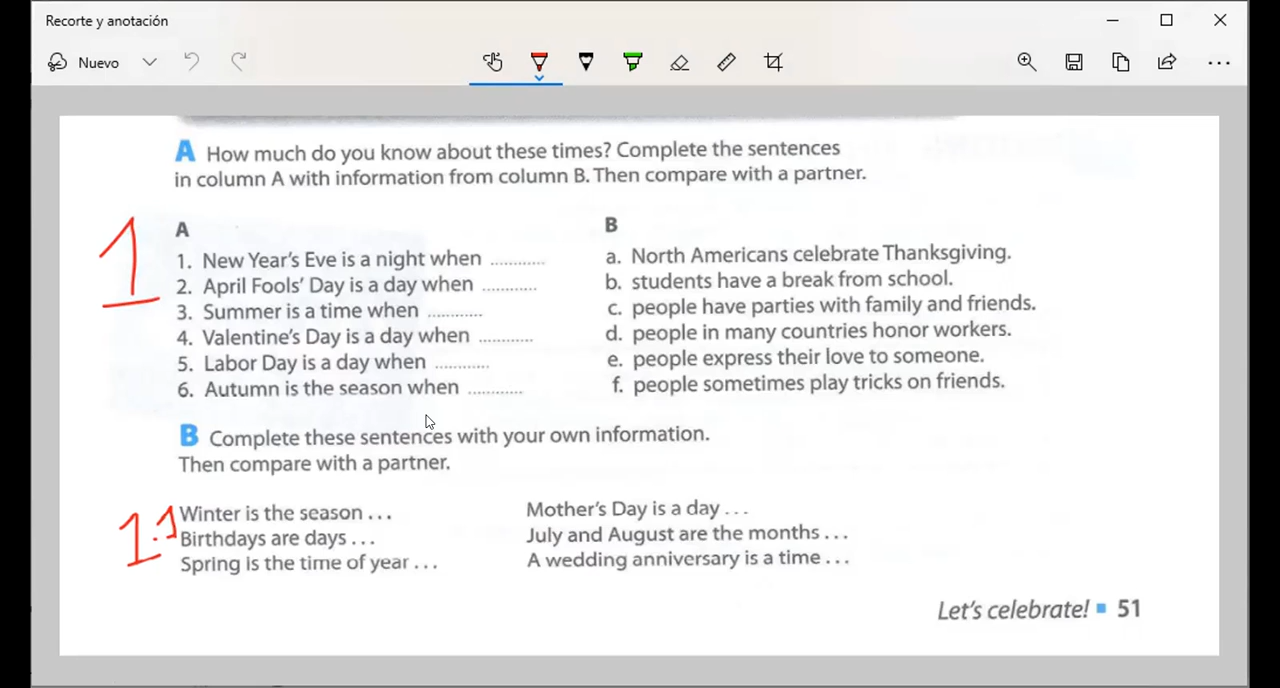 Recorte y anotación
Nuevo
A How much do you know about these times? Complete the sentences
in column A with information from column B. Then compare with a partner.
1
A
1. New Year's Eve is a night when ............
2. April Fools' Day is a day when ............
3. Summer is a time when ............
4. Valentine's Day is a day when ............
5. Labor Day is a day when ............
6. Autumn is the season when ............
B
a. North Americans celebrate Thanksgiving.
b. students have a break from school.
c. people have parties with family and friends.
d. people in many countries honor workers.
e. people express their love to someone.
f. people sometimes play tricks on friends.
B Complete these sentences with your own information.
Then compare with a partner.
1.1
Winter is the season . . .
Birthdays are days . . .
Spring is the time of year . . .
Mother's Day is a day . . .
July and August are the months . . .
A wedding anniversary is a time . . .
Let's celebrate! ▪ 51